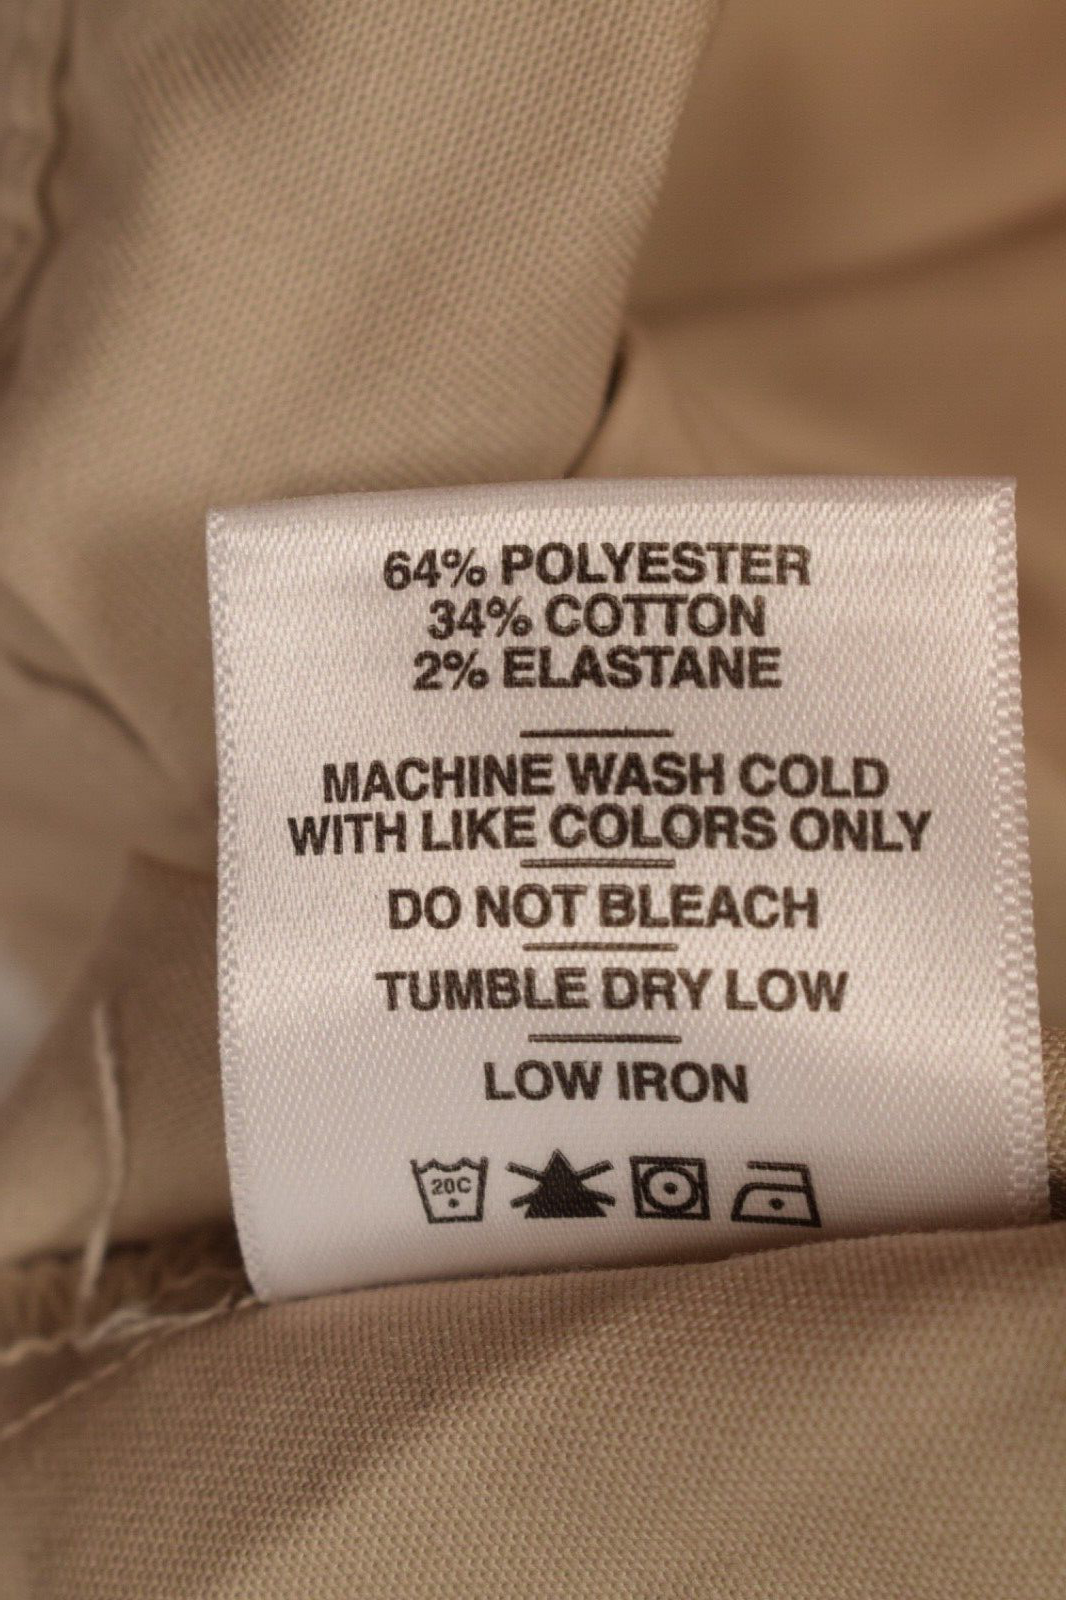 64% POLYESTER
34% COTTON
2% ELASTANE
MACHINE WASH COLD
WITH LIKE COLORS ONLY
DO NOT BLEACH
TUMBLE DRY LOW
LOW IRON
20C